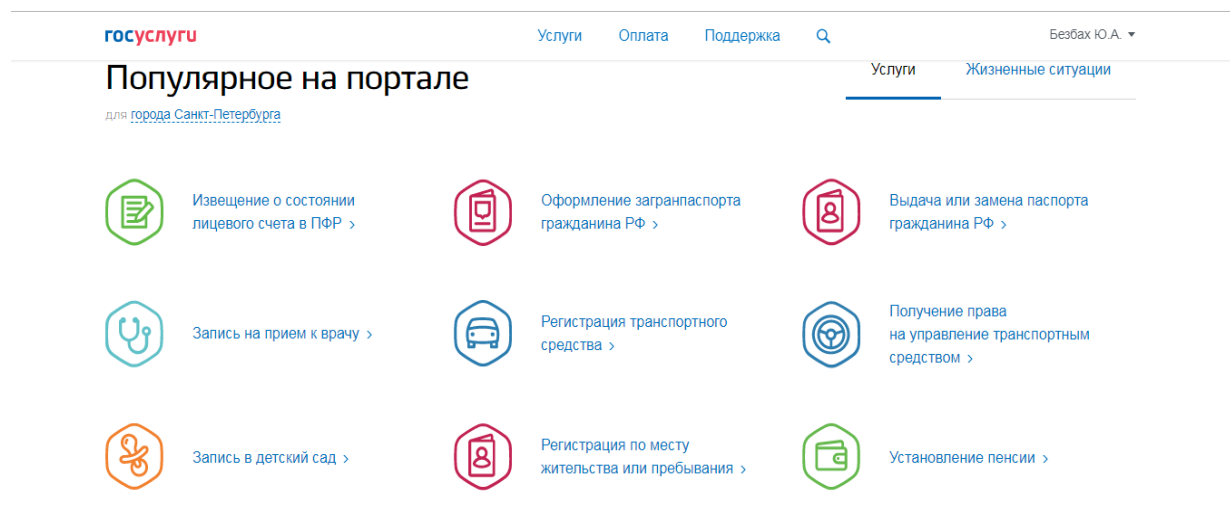 госуслуги
Услуги Оплата Поддержка
Безбах Ю.А.
Популярное на портале
Услуги Жизненные ситуации
для города Санкт-Петербурга
Извещение о состоянии
лицевого счета в ПФР ›
Оформление загранпаспорта
гражданина РФ ›
Выдача или замена паспорта
гражданина РФ ›
Запись на прием к врачу ›
Регистрация транспортного
средства ›
Получение права
на управление транспортным
средством ›
Запись в детский сад ›
Регистрация по месту
жительства или пребывания ›
Установление пенсии ›